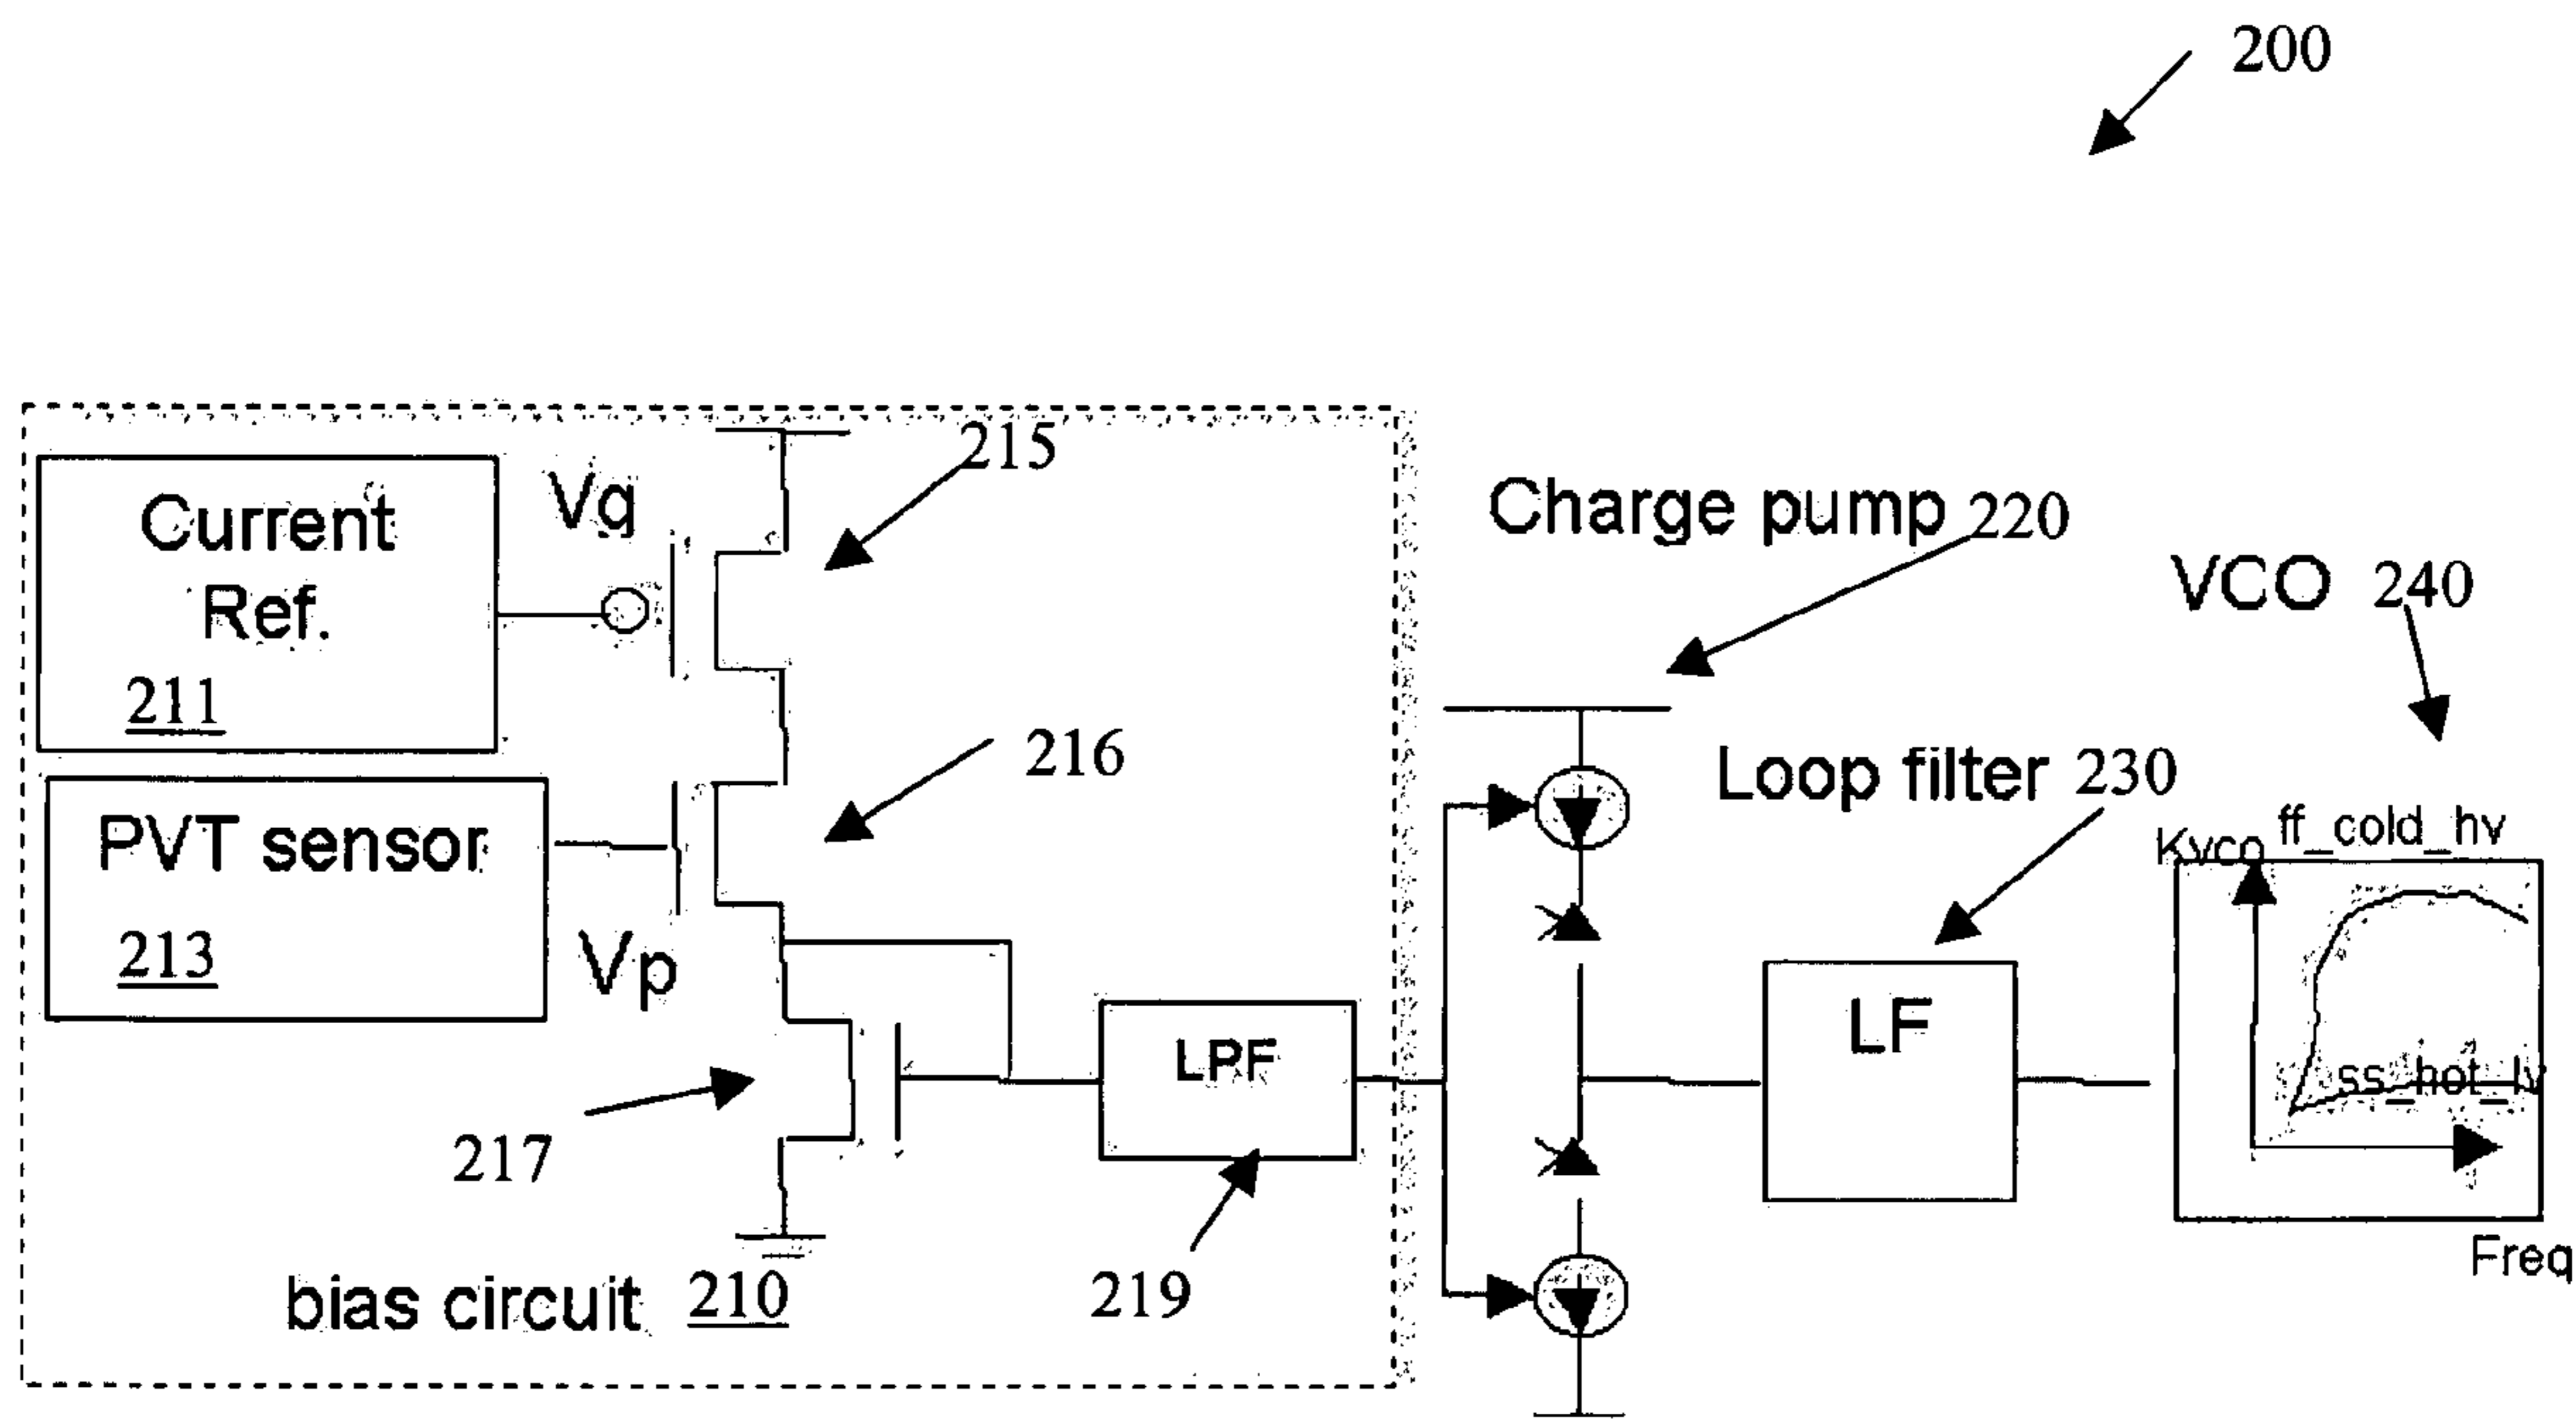 200
215
Current
Ref.
211
Vg
Charge pump 220
VCO 240
216
Loop filter 230
PVT sensor
213
Vp
Kvco
ff_cold_hv
LF
LPF
ss_hot_lv
217
219
Freq
bias circuit 210